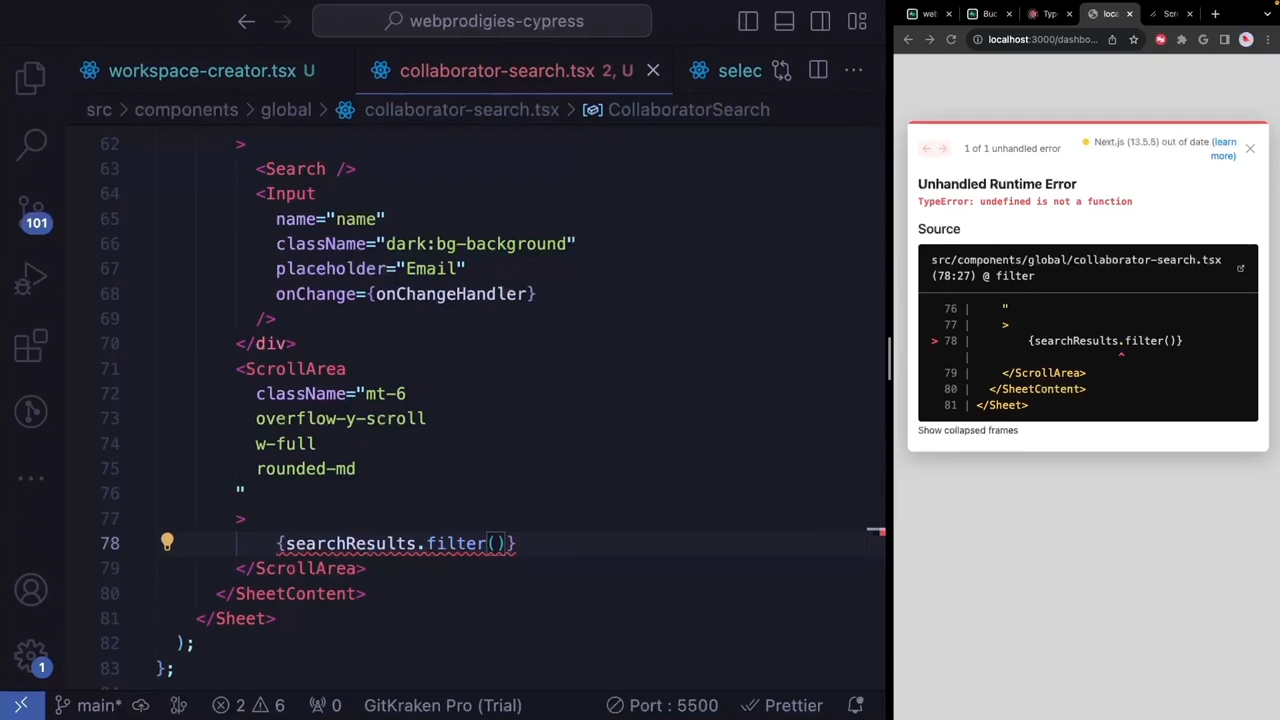 webprodigies-cypress
workspace-creator.tsx U
collaborator-search.tsx 2, U
selec
src > components > global > collaborator-search.tsx > CollaboratorSearch
62 >
63 <Search />
64 <Input
65 name="name"
66 className="dark:bg-background"
67 placeholder="Email"
68 onChange={onChangeHandler}
69 />
70 </div>
71 <ScrollArea
72 className="mt-6
73 overflow-y-scroll
74 w-full
75 rounded-md
76 "
77 >
78 {searchResults.filter()}
79 </ScrollArea>
80 </SheetContent>
81 </Sheet>
82 );
83 };
101
1
main*
2 6
0
GitKraken Pro (Trial)
Port : 5500
Prettier
Buc
Type
loca
Scr
localhost:3000/dashbo...
1 of 1 unhandled error
Next.js (13.5.5) out of date (learn
more)
Unhandled Runtime Error
TypeError: undefined is not a function
Source
src/components/global/collaborator-search.tsx
(78:27) @ filter
76 | "
77 | >
> 78 | {searchResults.filter()}
| ^
79 | </ScrollArea>
80 | </SheetContent>
81 | </Sheet>
Show collapsed frames